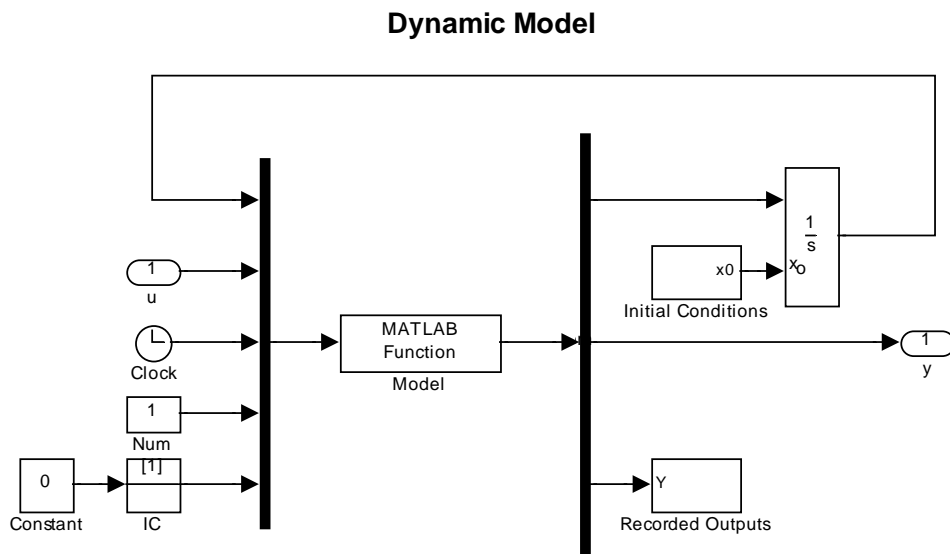 Dynamic Model
1
s
x0
xo
Initial Conditions
1
u
MATLAB
Function
Model
1
y
Clock
1
Num
[1]
0
Constant
IC
Y
Recorded Outputs